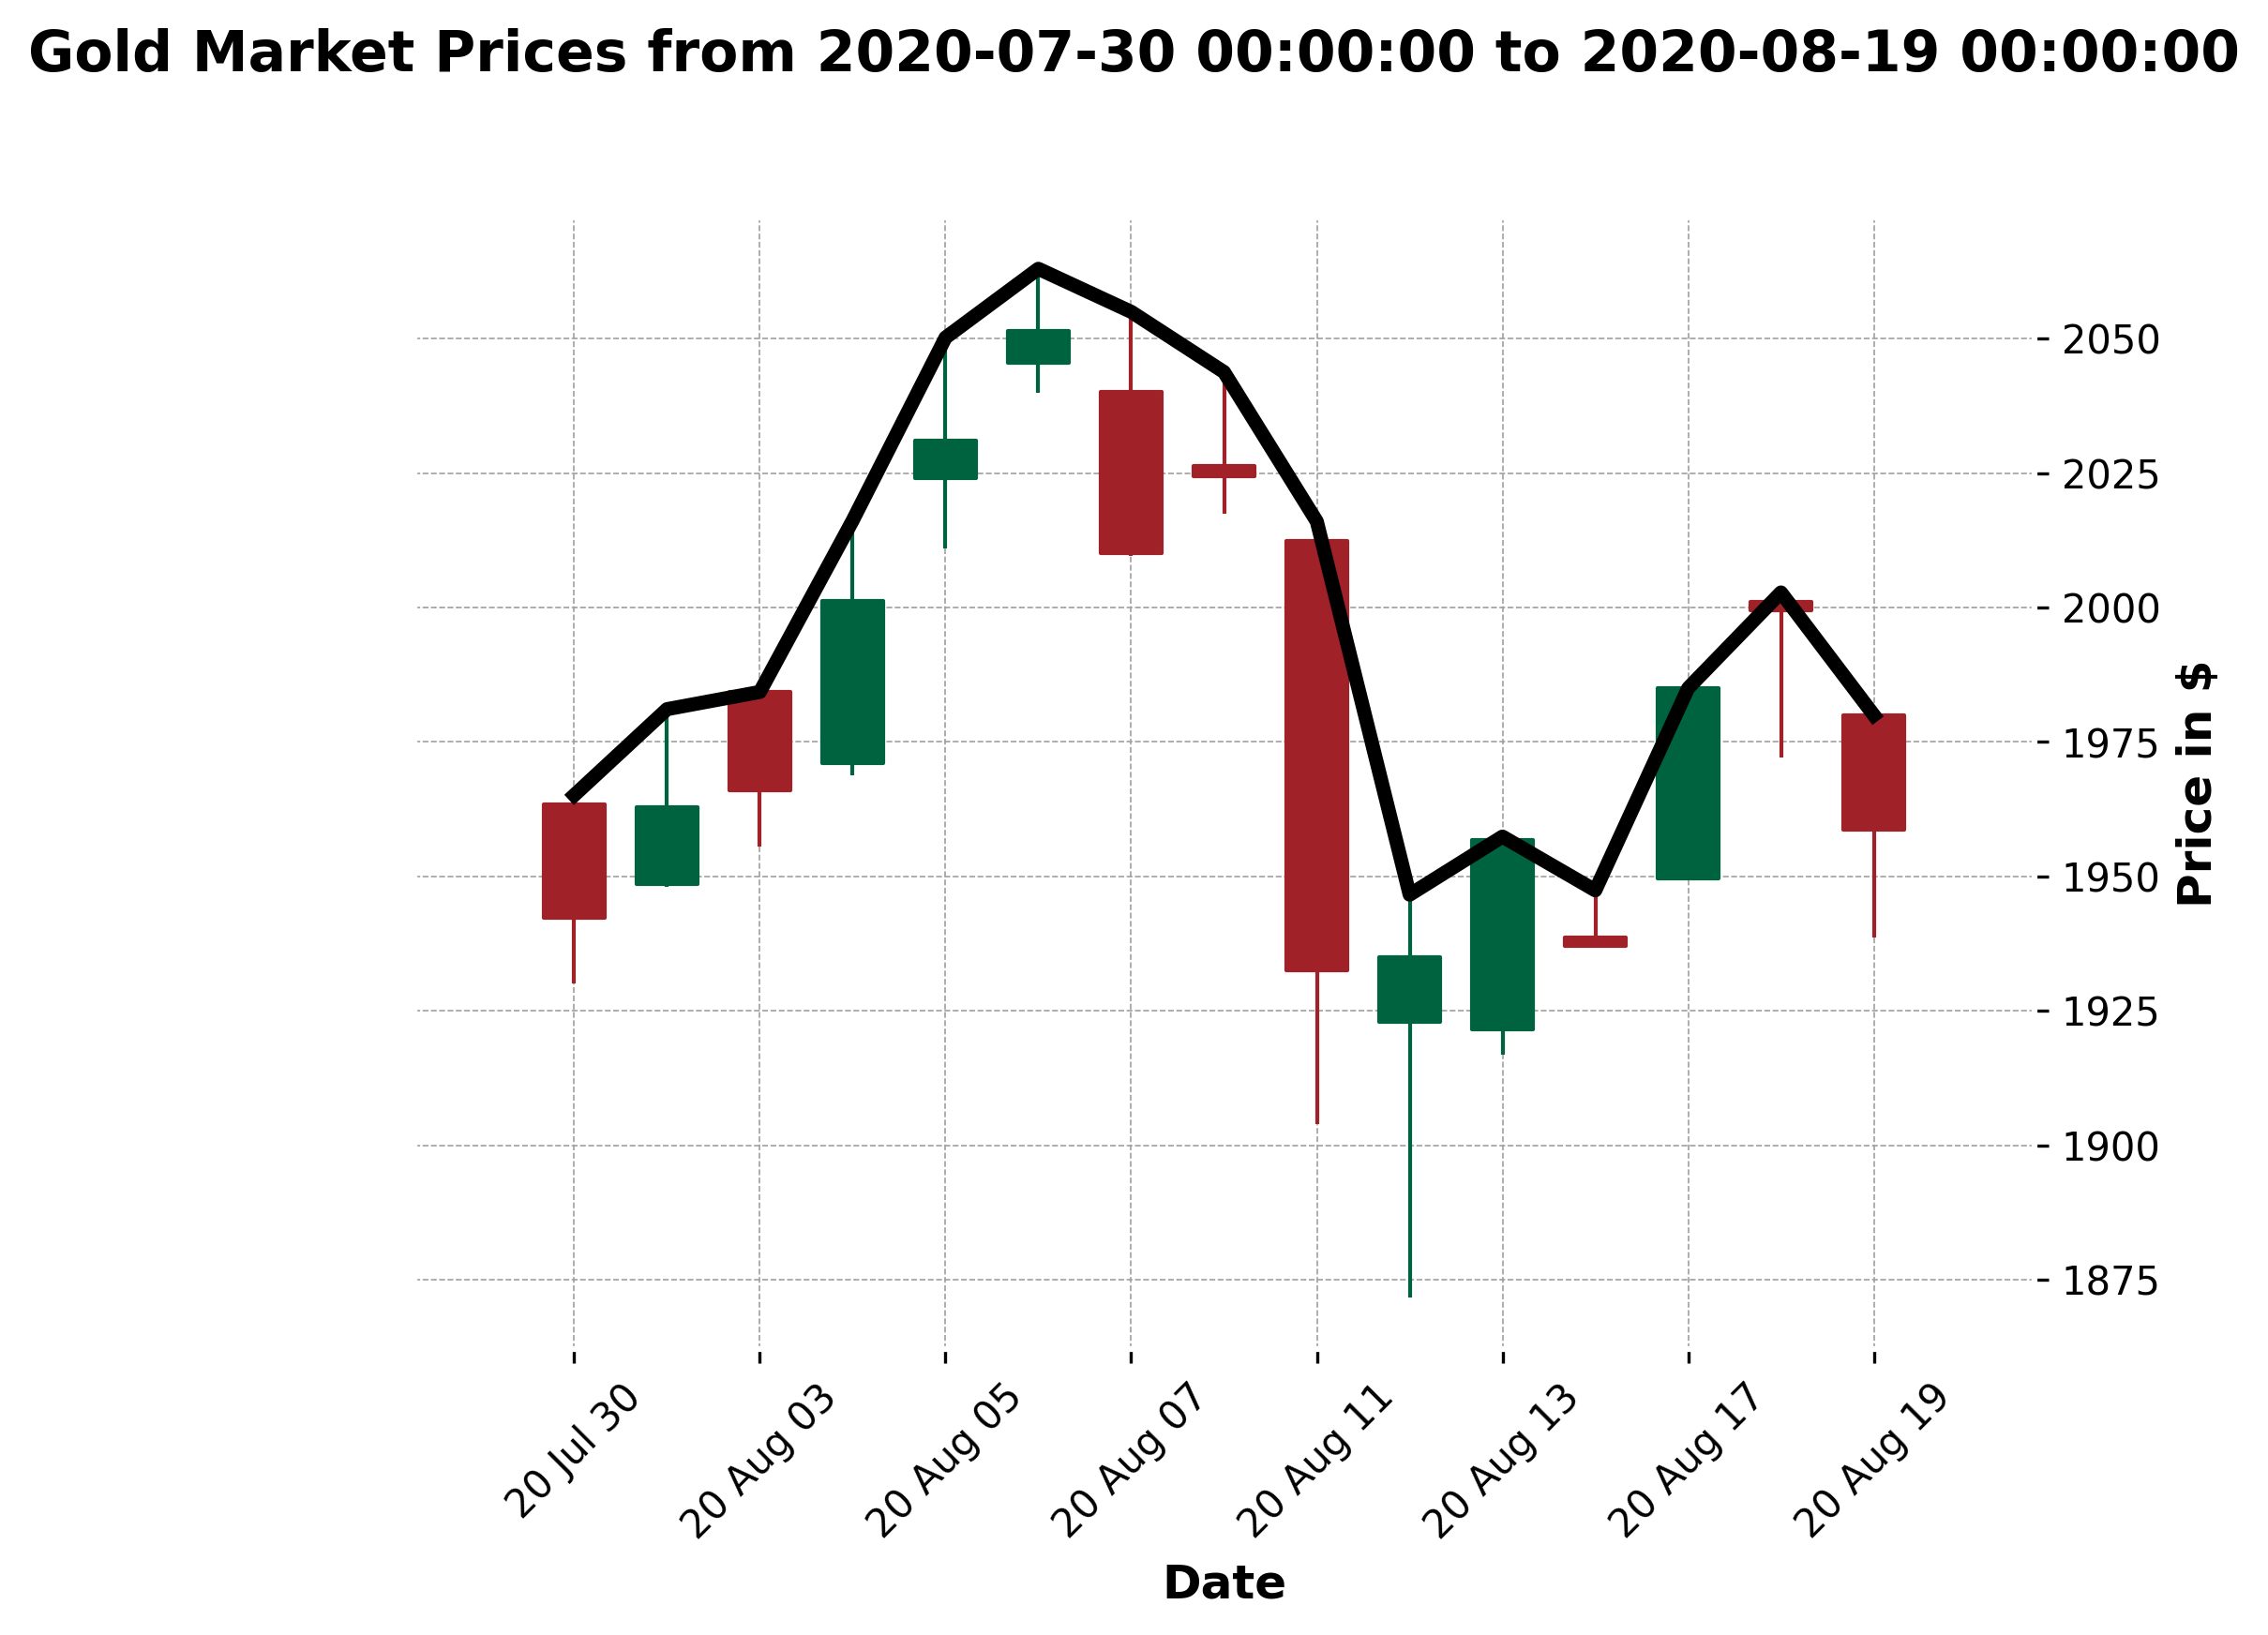 Gold Market Prices from 2020-07-30 00:00:00 to 2020-08-19 00:00:00
2050
2025
2000
1975
1950
1925
1900
1875
Price in $
20 Jul 30
20 Aug 03
20 Aug 05
20 Aug 07
20 Aug 11
20 Aug 13
20 Aug 17
20 Aug 19
Date